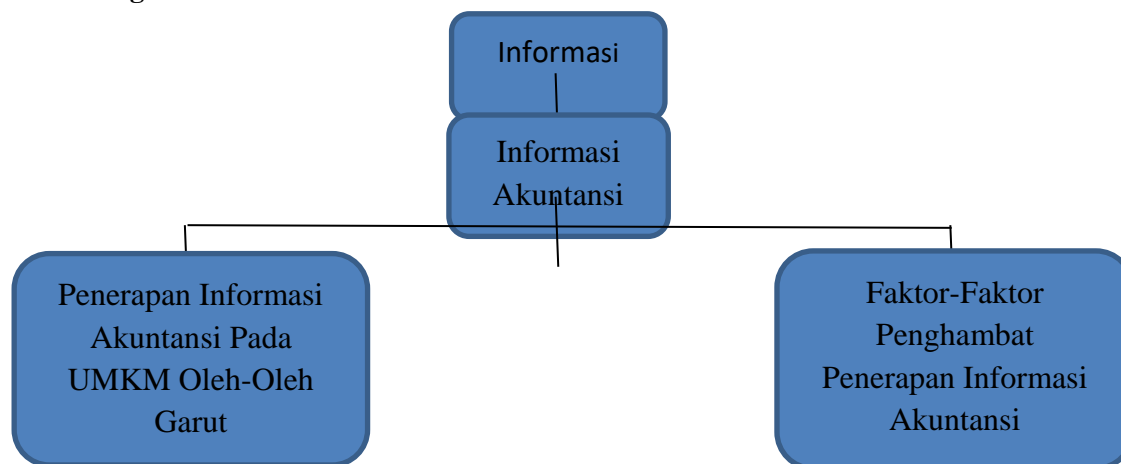 Informasi
Informasi
Akuntansi
Penerapan Informasi
Akuntansi Pada
UMKM Oleh-Oleh
Garut
Faktor-Faktor
Penghambat
Penerapan Informasi
Akuntansi